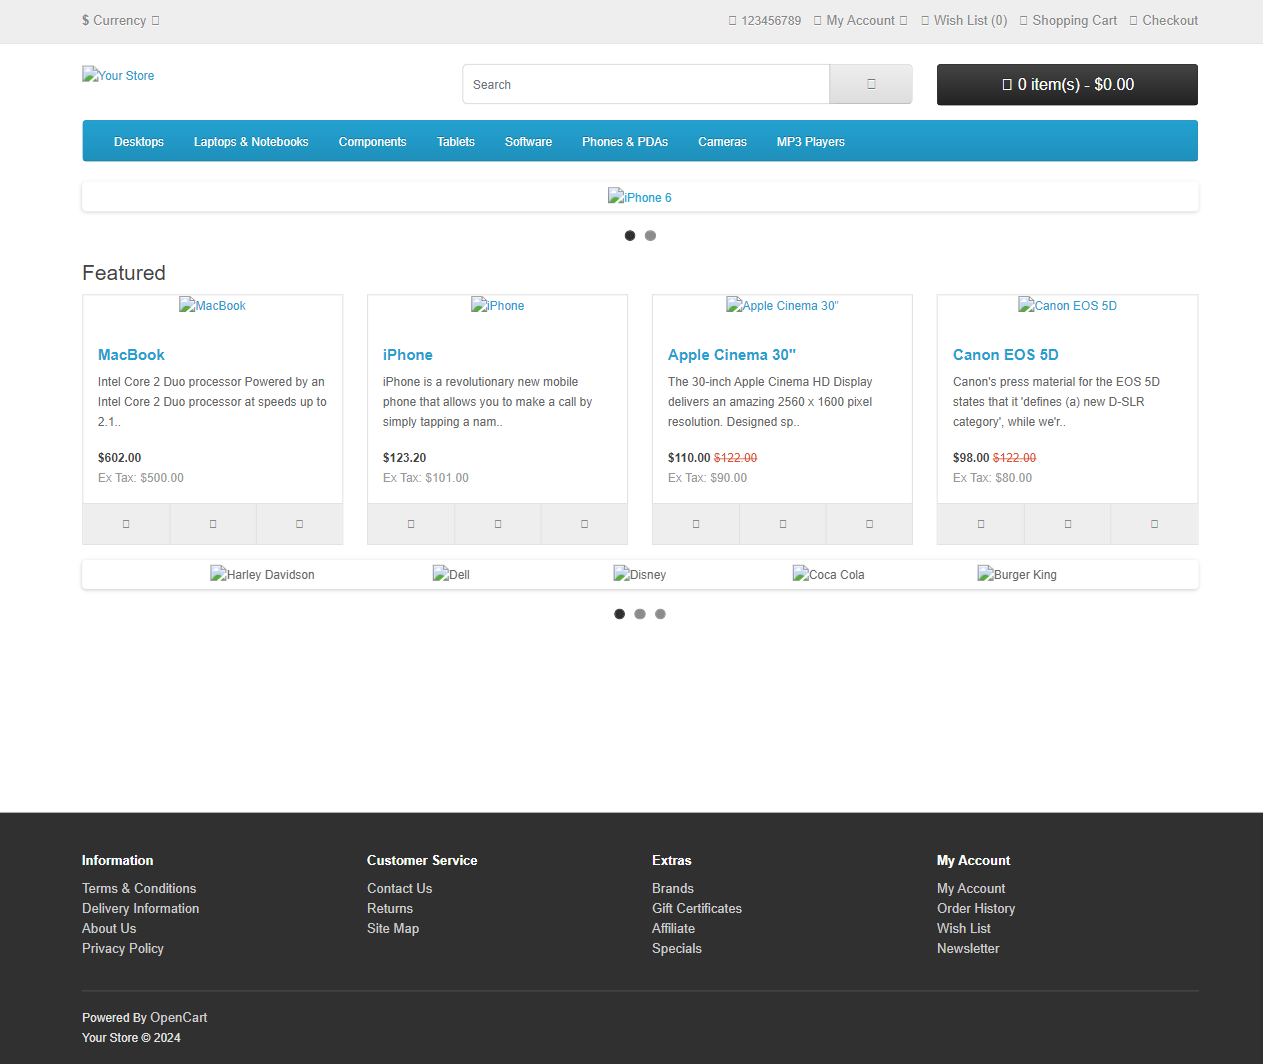 $ Currency
123456789 My Account Wish List (0) Shopping Cart Checkout
Your Store
Search
0 item(s) - $0.00
Desktops Laptops & Notebooks Components Tablets Software Phones & PDAs Cameras MP3 Players
iPhone 6
Featured
MacBook
MacBook
Intel Core 2 Duo processor Powered by an
Intel Core 2 Duo processor at speeds up to
2.1..
$602.00
Ex Tax: $500.00
iPhone
iPhone
iPhone is a revolutionary new mobile
phone that allows you to make a call by
simply tapping a nam..
$123.20
Ex Tax: $101.00
Apple Cinema 30"
Apple Cinema 30"
The 30-inch Apple Cinema HD Display
delivers an amazing 2560 x 1600 pixel
resolution. Designed sp..
$110.00 $122.00
Ex Tax: $90.00
Canon EOS 5D
Canon EOS 5D
Canon's press material for the EOS 5D
states that it 'defines (a) new D-SLR
category', while we'r..
$98.00 $122.00
Ex Tax: $80.00
Harley Davidson Dell Disney Coca Cola Burger King
Information
Terms & Conditions
Delivery Information
About Us
Privacy Policy
Customer Service
Contact Us
Returns
Site Map
Extras
Brands
Gift Certificates
Affiliate
Specials
My Account
My Account
Order History
Wish List
Newsletter
Powered By OpenCart
Your Store © 2024